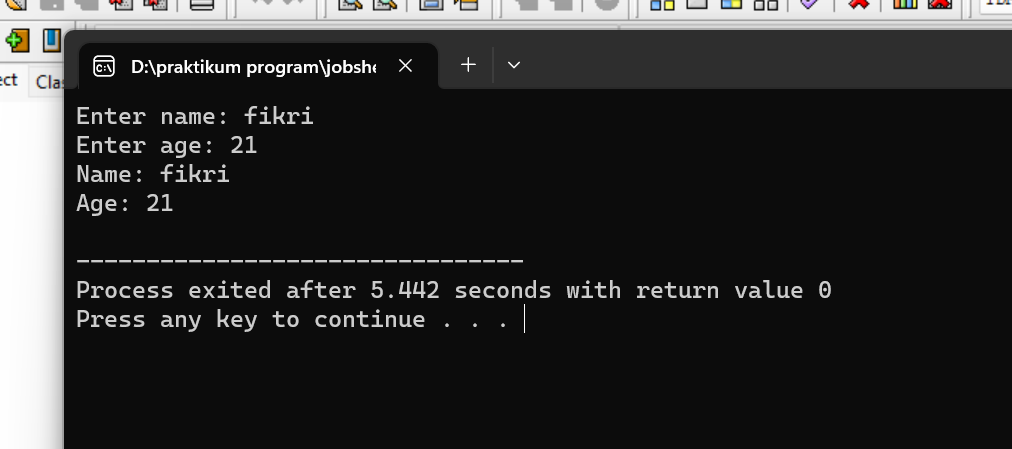 ect
Cla
D:\praktikum program\jobshe
Enter name: fikri
Enter age: 21
Name: fikri
Age: 21
--------------------------------
Process exited after 5.442 seconds with return value 0
Press any key to continue . . .